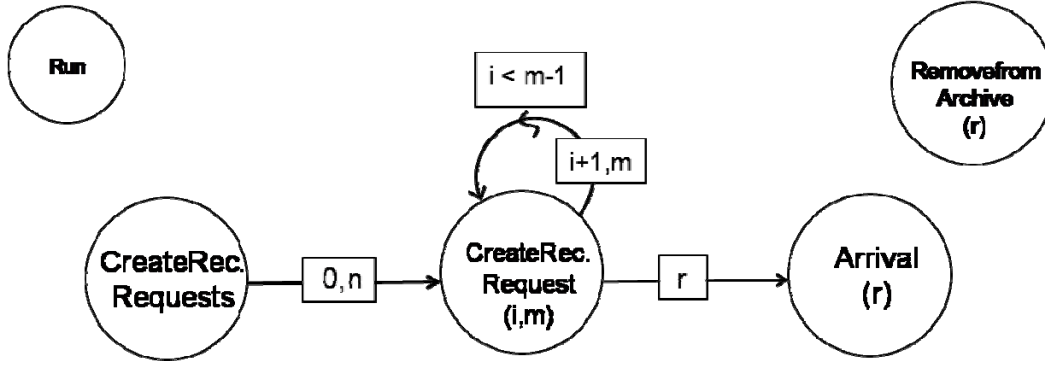 Run
i < m-1
Removefrom
Archive
(r)
i+1,m
CreateRec.
Requests
0,n
CreateRec.
Request
(i,m)
r
Arrival
(r)